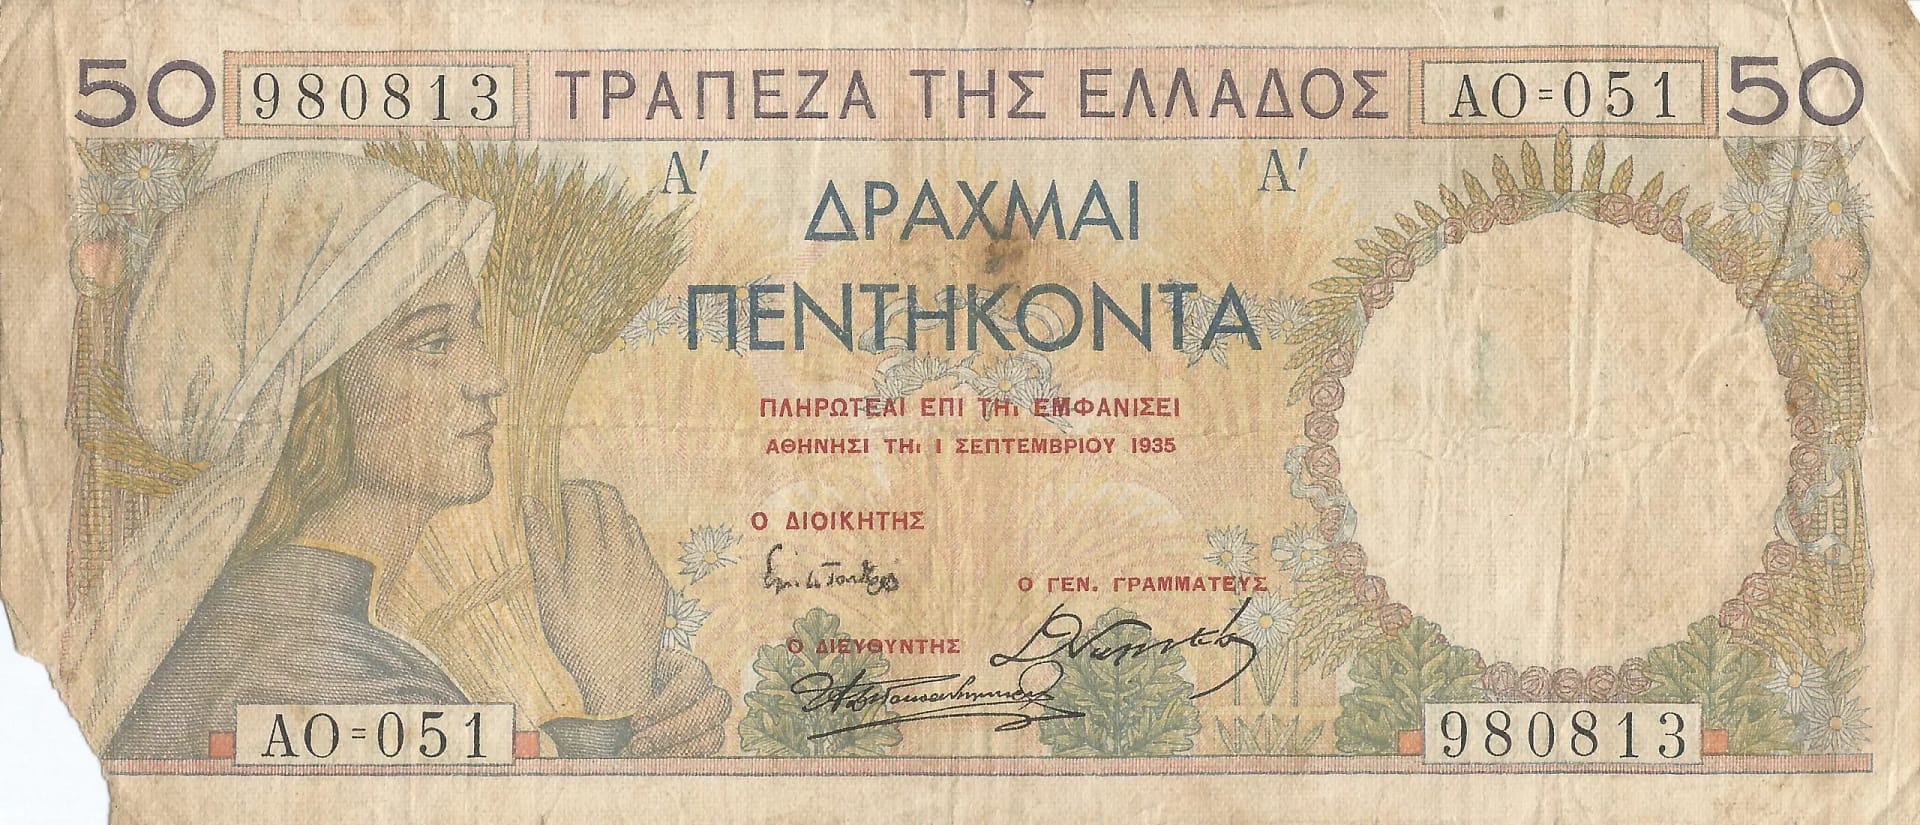 50 980813 ΤΡΑΠΕΖΑ ΤΗΣ ΕΛΛΑΔΟΣ ΑΟ=051 50
Α′ Α′
ΔΡΑΧΜΑΙ
ΠΕΝΤΗΚΟΝΤΑ
ΠΛΗΡΩΤΕΑΙ ΕΠΙ ΤΗι ΕΜΦΑΝΙΣΕΙ
ΑΘΗΝΗΣΙ ΤΗι 1 ΣΕΠΤΕΜΒΡΙΟΥ 1935
Ο ΔΙΟΙΚΗΤΗΣ
Ο ΓΕΝ. ΓΡΑΜΜΑΤΕΥΣ
Ο ΔΙΕΥΘΥΝΤΗΣ
ΑΟ=051 980813